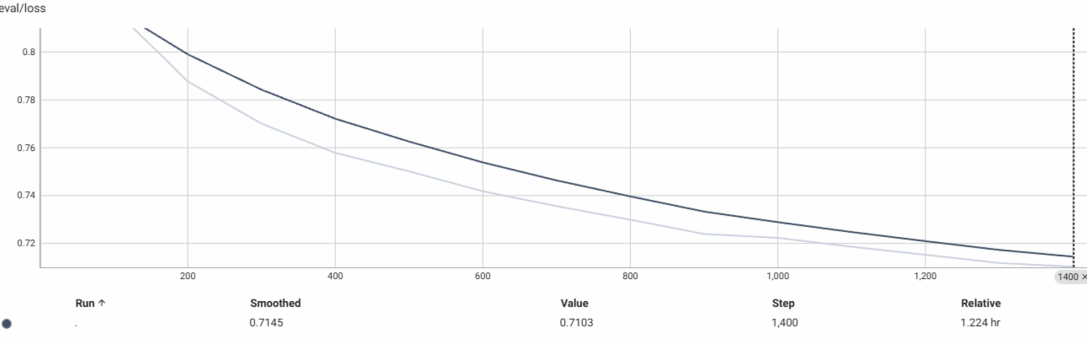 eval/loss
0.8
0.78
0.76
0.74
0.72
200 400 600 800 1,000 1,200 1400 ×
Run ↑ Smoothed Value Step Relative
. 0.7145 0.7103 1,400 1.224 hr